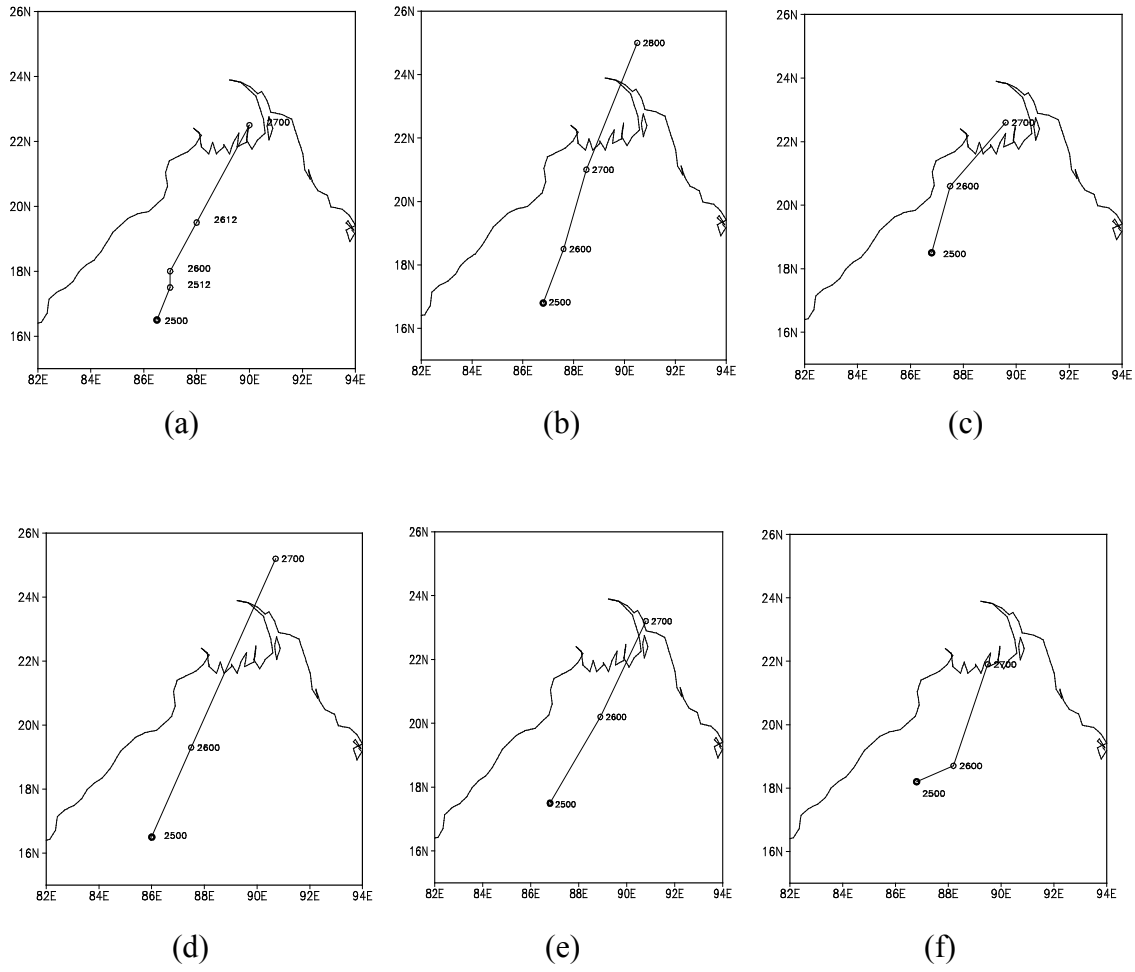 26N 26N 26N
24N 24N 24N
22N 22N 22N
20N 20N 20N
18N 18N 18N
16N 16N 16N
2700
2612
2600
2512
2500
82E 84E 86E 88E 90E 92E 94E
(a)
2800
2700
2600
2500
82E 84E 86E 88E 90E 92E 94E
(b)
2700
2600
2500
82E 84E 86E 88E 90E 92E 94E
(c)
26N 26N 26N
24N 24N 24N
22N 22N 22N
20N 20N 20N
18N 18N 18N
16N 16N 16N
2700
2600
2500
82E 84E 86E 88E 90E 92E 94E
(d)
2700
2600
2500
82E 84E 86E 88E 90E 92E 94E
(e)
2700
2600
2500
82E 84E 86E 88E 90E 92E 94E
(f)